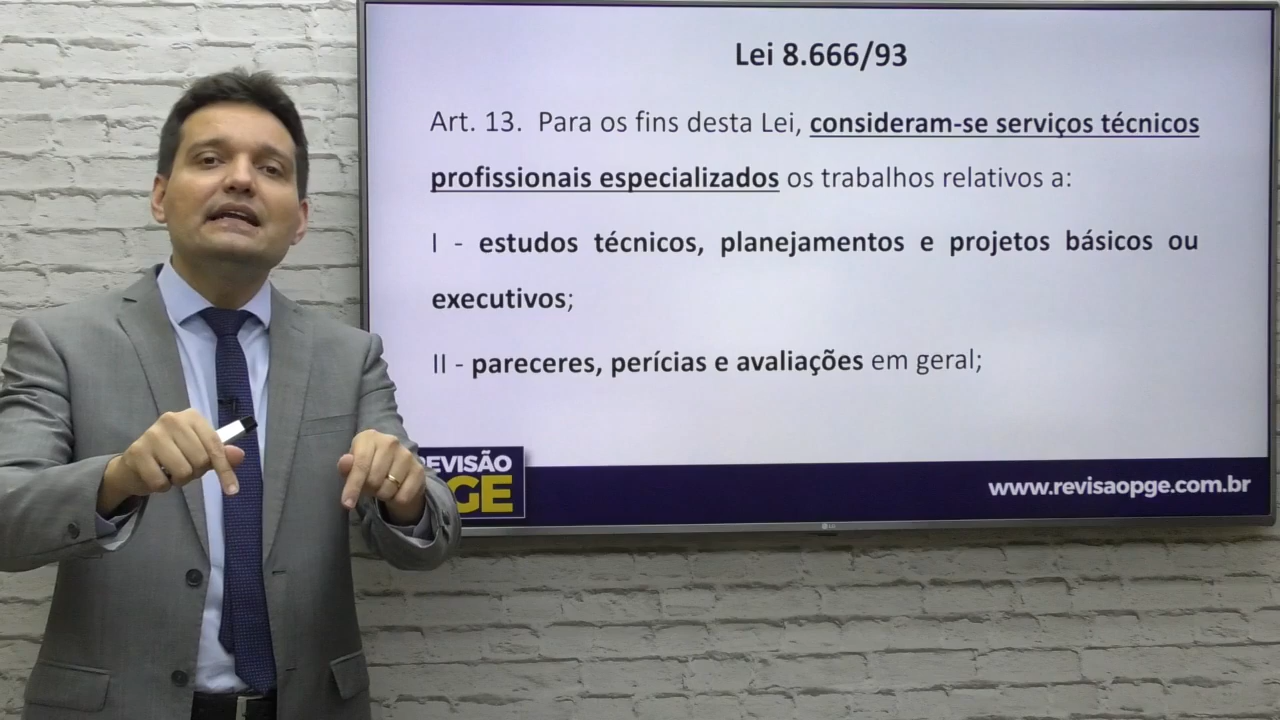 Lei 8.666/93
Art. 13. Para os fins desta Lei, consideram-se serviços técnicos
profissionais especializados os trabalhos relativos a:
I - estudos técnicos, planejamentos e projetos básicos ou
executivos;
II - pareceres, perícias e avaliações em geral;
REVISÃO
PGE
www.revisaopge.com.br
LG